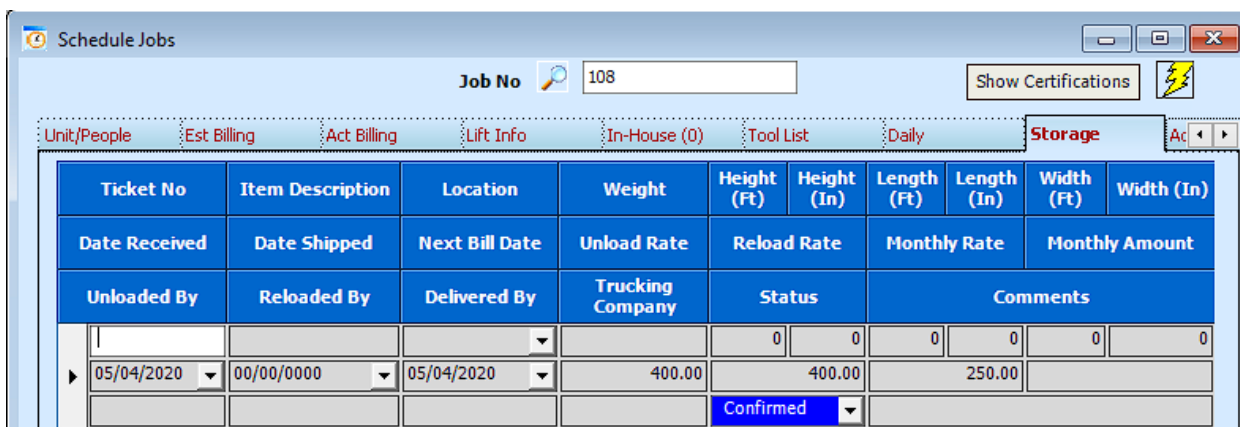 Schedule Jobs
Job No 108 Show Certifications
Unit/People Est Billing Act Billing Lift Info In-House (0) Tool List Daily Storage
Ticket No Item Description Location Weight Height (Ft) Height (In) Length (Ft) Length (In) Width (Ft) Width (In)
Date Received Date Shipped Next Bill Date Unload Rate Reload Rate Monthly Rate Monthly Amount
Unloaded By Reloaded By Delivered By Trucking Company Status Comments
0 0 0 0 0 0
05/04/2020 00/00/0000 05/04/2020 400.00 400.00 250.00
Confirmed